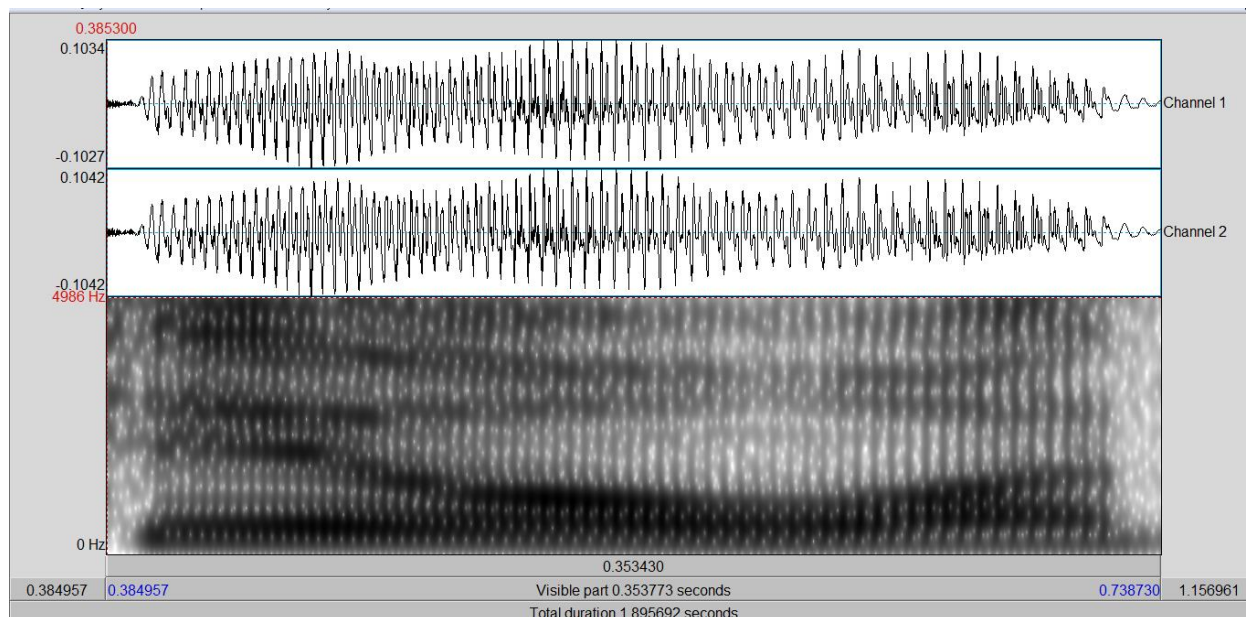 0.385300
0.1034
Channel 1
-0.1027
0.1042
Channel 2
-0.1042
4986 Hz
0 Hz
0.353430
0.384957 0.384957 Visible part 0.353773 seconds 0.738730 1.156961
Total duration 1.895692 seconds